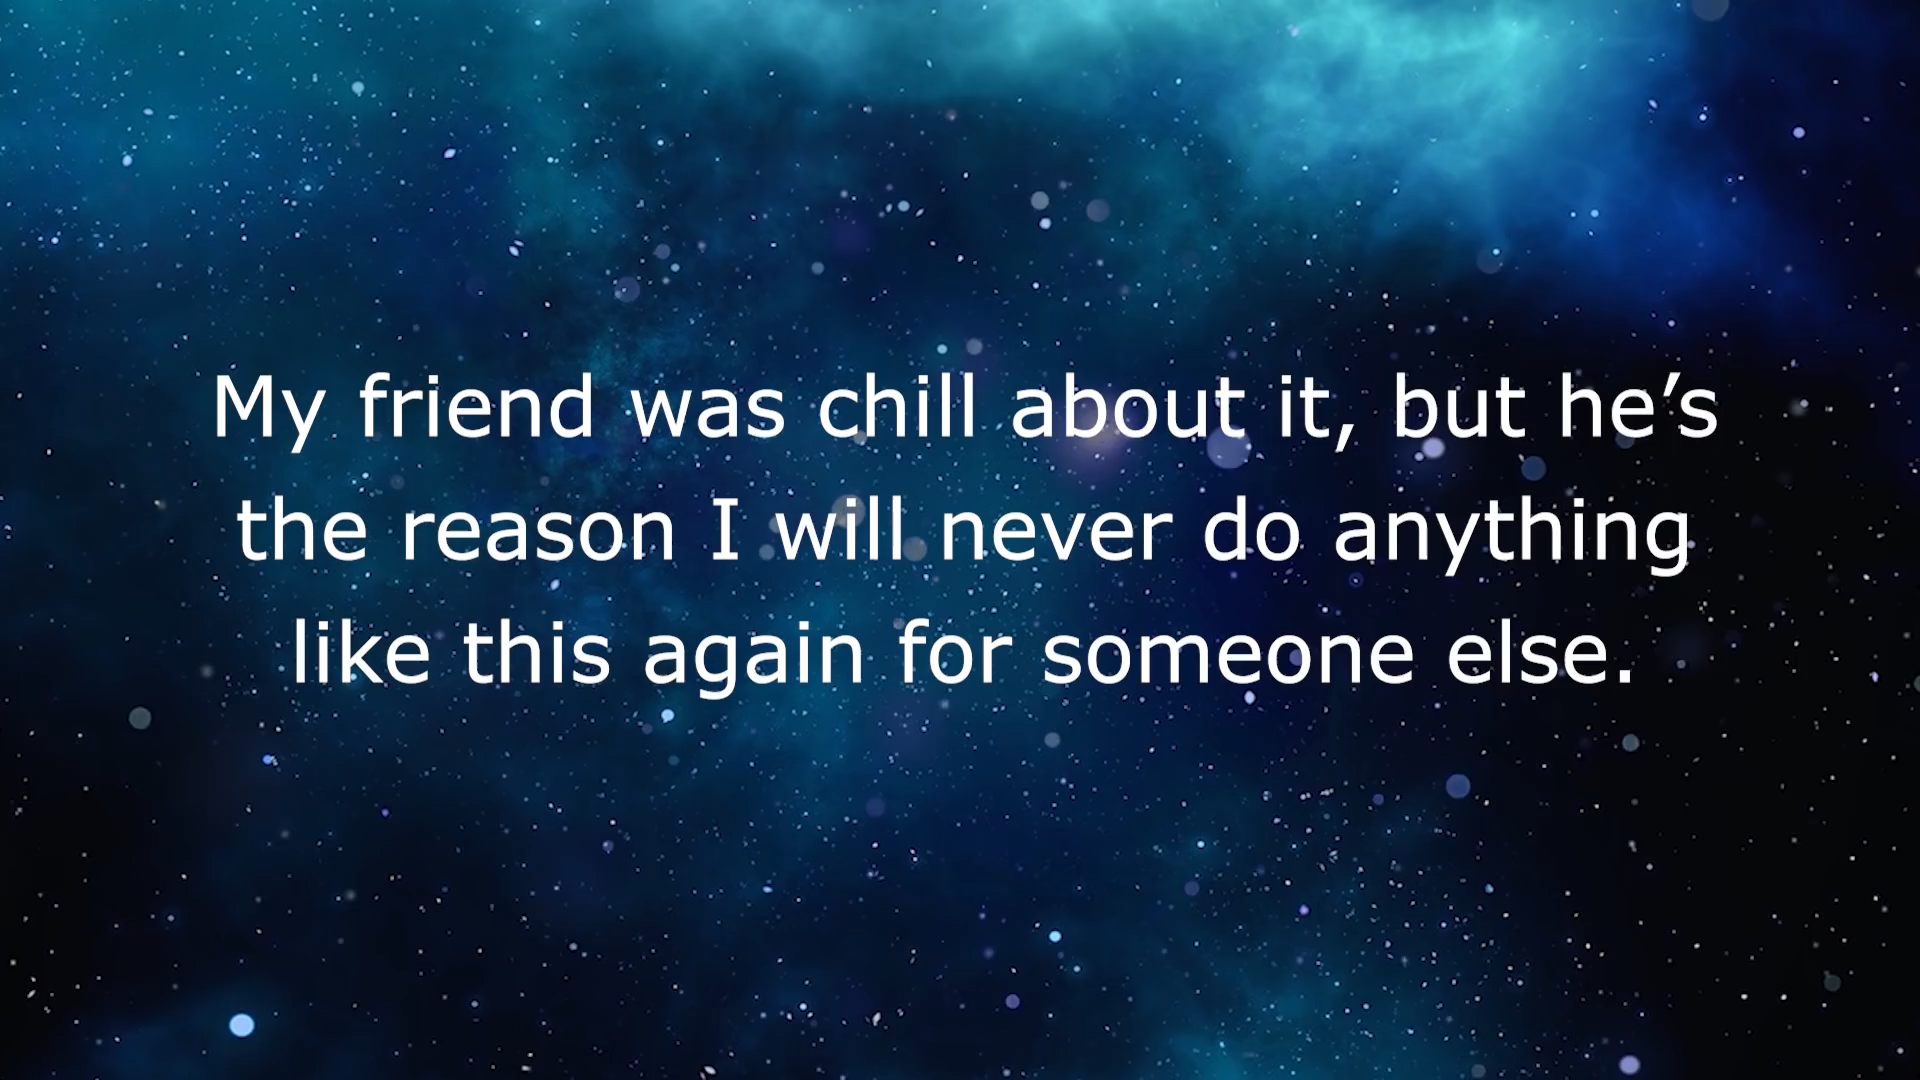 My friend was chill about it, but he’s
the reason I will never do anything
like this again for someone else.